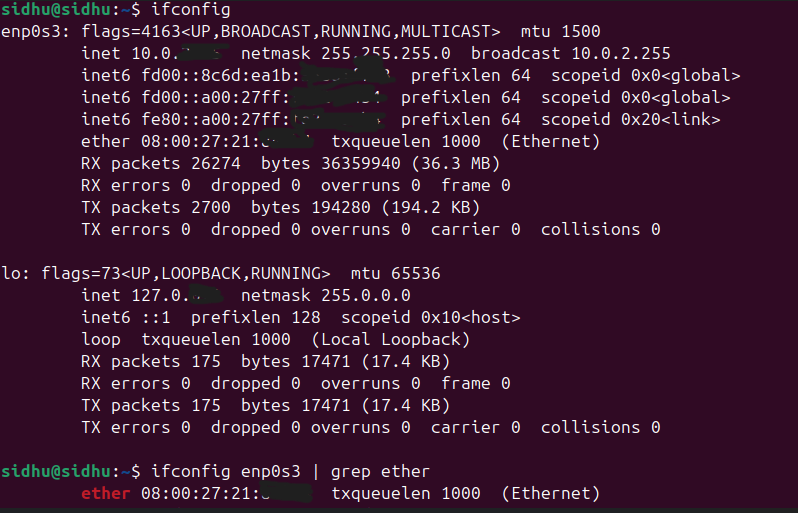 sidhu@sidhu:~$ ifconfig
enp0s3: flags=4163<UP,BROADCAST,RUNNING,MULTICAST>  mtu 1500
        inet 10.0.  netmask 255.255.255.0  broadcast 10.0.2.255
        inet6 fd00::8c6d:ea1b:  prefixlen 64  scopeid 0x0<global>
        inet6 fd00::a00:27ff:  prefixlen 64  scopeid 0x0<global>
        inet6 fe80::a00:27ff:  prefixlen 64  scopeid 0x20<link>
        ether 08:00:27:21:  txqueuelen 1000  (Ethernet)
        RX packets 26274  bytes 36359940 (36.3 MB)
        RX errors 0  dropped 0  overruns 0  frame 0
        TX packets 2700  bytes 194280 (194.2 KB)
        TX errors 0  dropped 0 overruns 0  carrier 0  collisions 0
lo: flags=73<UP,LOOPBACK,RUNNING>  mtu 65536
        inet 127.0.  netmask 255.0.0.0
        inet6 ::1  prefixlen 128  scopeid 0x10<host>
        loop  txqueuelen 1000  (Local Loopback)
        RX packets 175  bytes 17471 (17.4 KB)
        RX errors 0  dropped 0  overruns 0  frame 0
        TX packets 175  bytes 17471 (17.4 KB)
        TX errors 0  dropped 0 overruns 0  carrier 0  collisions 0
sidhu@sidhu:~$ ifconfig enp0s3 | grep ether
        ether 08:00:27:21:  txqueuelen 1000  (Ethernet)